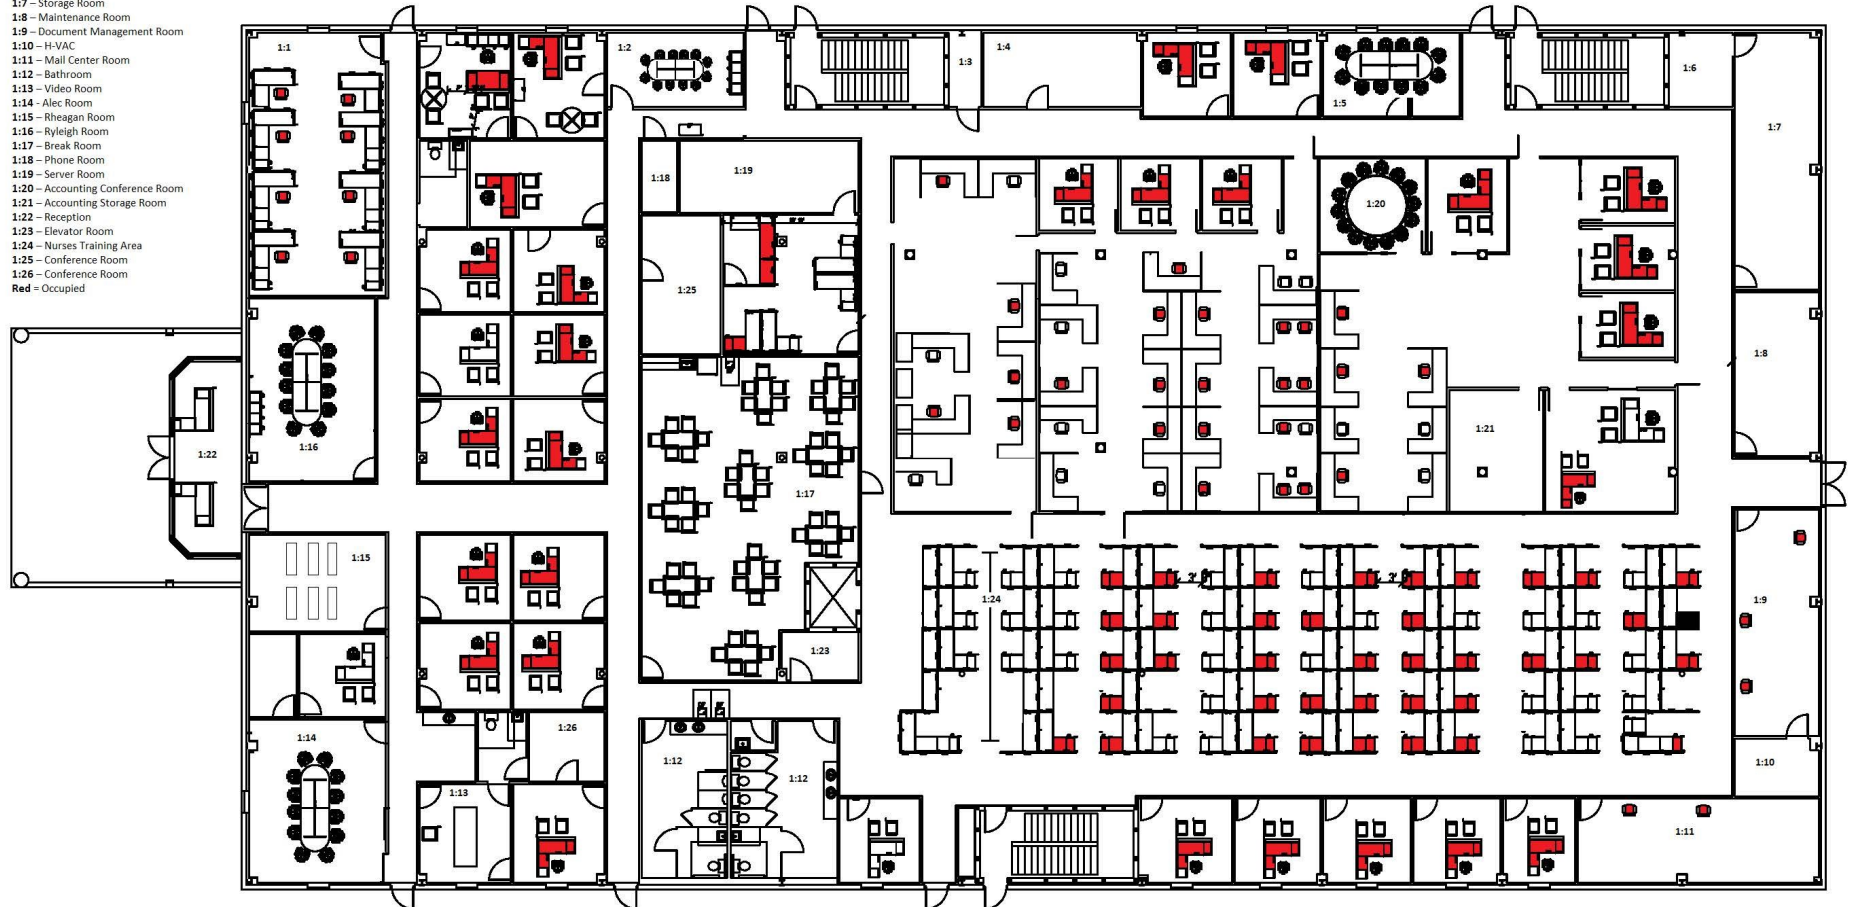 1:7 – Storage Room
1:8 – Maintenance Room
1:9 – Document Management Room
1:10 – H-VAC
1:11 – Mail Center Room
1:12 – Bathroom
1:13 – Video Room
1:14 - Alec Room
1:15 – Rheagan Room
1:16 – Ryleigh Room
1:17 – Break Room
1:18 – Phone Room
1:19 – Server Room
1:20 – Accounting Conference Room
1:21 – Accounting Storage Room
1:22 – Reception
1:23 – Elevator Room
1:24 – Nurses Training Area
1:25 – Conference Room
1:26 – Conference Room
Red = Occupied
1:1
1:2
1:3
1:4
1:5
1:6
1:7
1:18
1:19
1:20
1:25
1:8
1:16
1:22
1:17
1:21
1:15
1:24
3'
3'
1:9
1:23
1:14
1:26
1:12
1:12
1:10
1:13
1:11